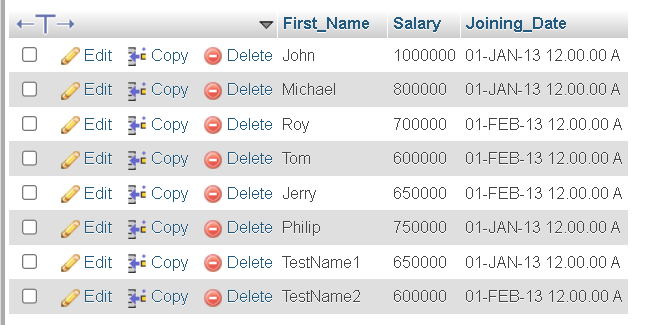 First_Name Salary Joining_Date
Edit Copy Delete John 1000000 01-JAN-13 12.00.00 A
Edit Copy Delete Michael 800000 01-JAN-13 12.00.00 A
Edit Copy Delete Roy 700000 01-FEB-13 12.00.00 A
Edit Copy Delete Tom 600000 01-FEB-13 12.00.00 A
Edit Copy Delete Jerry 650000 01-FEB-13 12.00.00 A
Edit Copy Delete Philip 750000 01-JAN-13 12.00.00 A
Edit Copy Delete TestName1 650000 01-JAN-13 12.00.00 A
Edit Copy Delete TestName2 600000 01-FEB-13 12.00.00 A